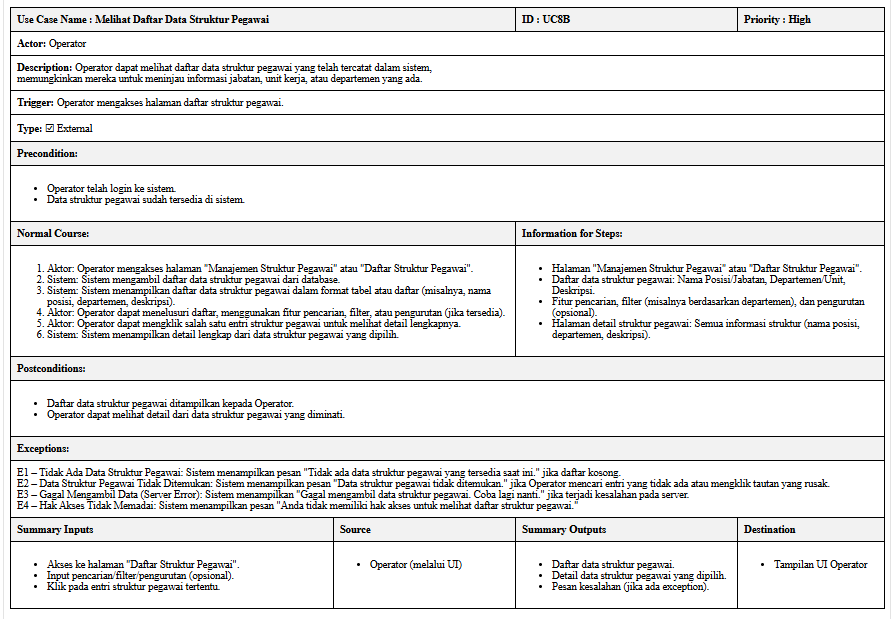 Use Case Name : Melihat Daftar Data Struktur Pegawai
ID : UC8B
Priority : High
Actor: Operator
Description: Operator dapat melihat daftar data struktur pegawai yang telah tercatat dalam sistem,
memungkinkan mereka untuk meninjau informasi jabatan, unit kerja, atau departemen yang ada.
Trigger: Operator mengakses halaman daftar struktur pegawai.
Type: ☑ External
Precondition:
• Operator telah login ke sistem.
• Data struktur pegawai sudah tersedia di sistem.
Normal Course:
1. Aktor: Operator mengakses halaman "Manajemen Struktur Pegawai" atau "Daftar Struktur Pegawai".
2. Sistem: Sistem mengambil daftar data struktur pegawai dari database.
3. Sistem: Sistem menampilkan daftar data struktur pegawai dalam format tabel atau daftar (misalnya, nama
posisi, departemen, deskripsi).
4. Aktor: Operator dapat menelusuri daftar, menggunakan fitur pencarian, filter, atau pengurutan (jika tersedia).
5. Aktor: Operator dapat mengklik salah satu entri struktur pegawai untuk melihat detail lengkapnya.
6. Sistem: Sistem menampilkan detail lengkap dari data struktur pegawai yang dipilih.
Information for Steps:
• Halaman "Manajemen Struktur Pegawai" atau "Daftar Struktur Pegawai".
• Daftar data struktur pegawai: Nama Posisi/Jabatan, Departemen/Unit,
Deskripsi.
• Fitur pencarian, filter (misalnya berdasarkan departemen), dan pengurutan
(opsional).
• Halaman detail struktur pegawai: Semua informasi struktur (nama posisi,
departemen, deskripsi).
Postconditions:
• Daftar data struktur pegawai ditampilkan kepada Operator.
• Operator dapat melihat detail dari data struktur pegawai yang diminati.
Exceptions:
E1 – Tidak Ada Data Struktur Pegawai: Sistem menampilkan pesan "Tidak ada data struktur pegawai yang tersedia saat ini." jika daftar kosong.
E2 – Data Struktur Pegawai Tidak Ditemukan: Sistem menampilkan pesan "Data struktur pegawai tidak ditemukan." jika Operator mencari entri yang tidak ada atau mengklik tautan yang rusak.
E3 – Gagal Mengambil Data (Server Error): Sistem menampilkan "Gagal mengambil data struktur pegawai. Coba lagi nanti." jika terjadi kesalahan pada server.
E4 – Hak Akses Tidak Memadai: Sistem menampilkan pesan "Anda tidak memiliki hak akses untuk melihat daftar struktur pegawai."
Summary Inputs
• Akses ke halaman "Daftar Struktur Pegawai".
• Input pencarian/filter/pengurutan (opsional).
• Klik pada entri struktur pegawai tertentu.
Source
• Operator (melalui UI)
Summary Outputs
• Daftar data struktur pegawai.
• Detail data struktur pegawai yang dipilih.
• Pesan kesalahan (jika ada exception).
Destination
• Tampilan UI Operator